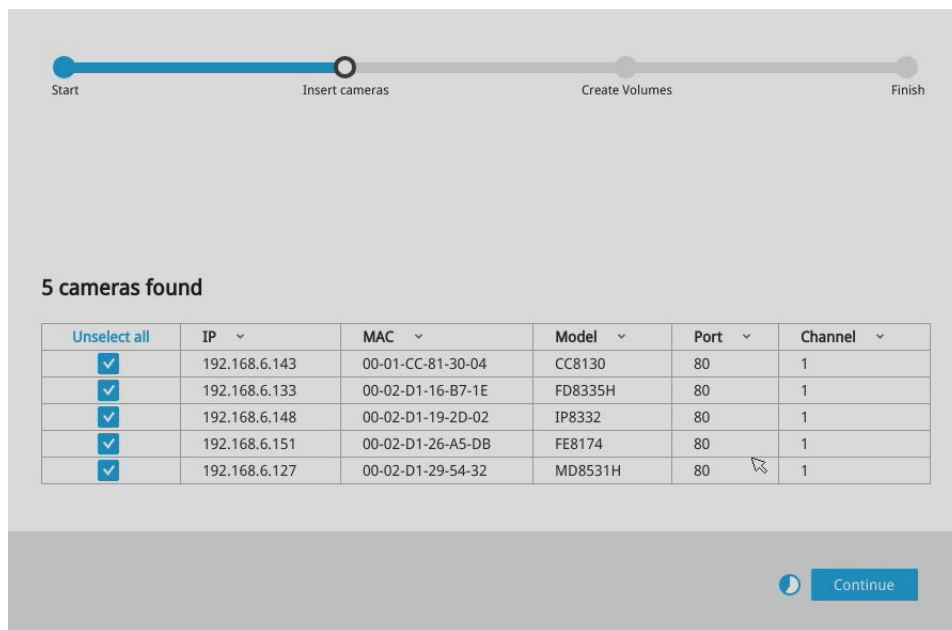 Start Insert cameras Create Volumes Finish
5 cameras found
Unselect all IP MAC Model Port Channel
192.168.6.143 00-01-CC-81-30-04 CC8130 80 1
192.168.6.133 00-02-D1-16-B7-1E FD8335H 80 1
192.168.6.148 00-02-D1-19-2D-02 IP8332 80 1
192.168.6.151 00-02-D1-26-A5-DB FE8174 80 1
192.168.6.127 00-02-D1-29-54-32 MD8531H 80 1
Continue